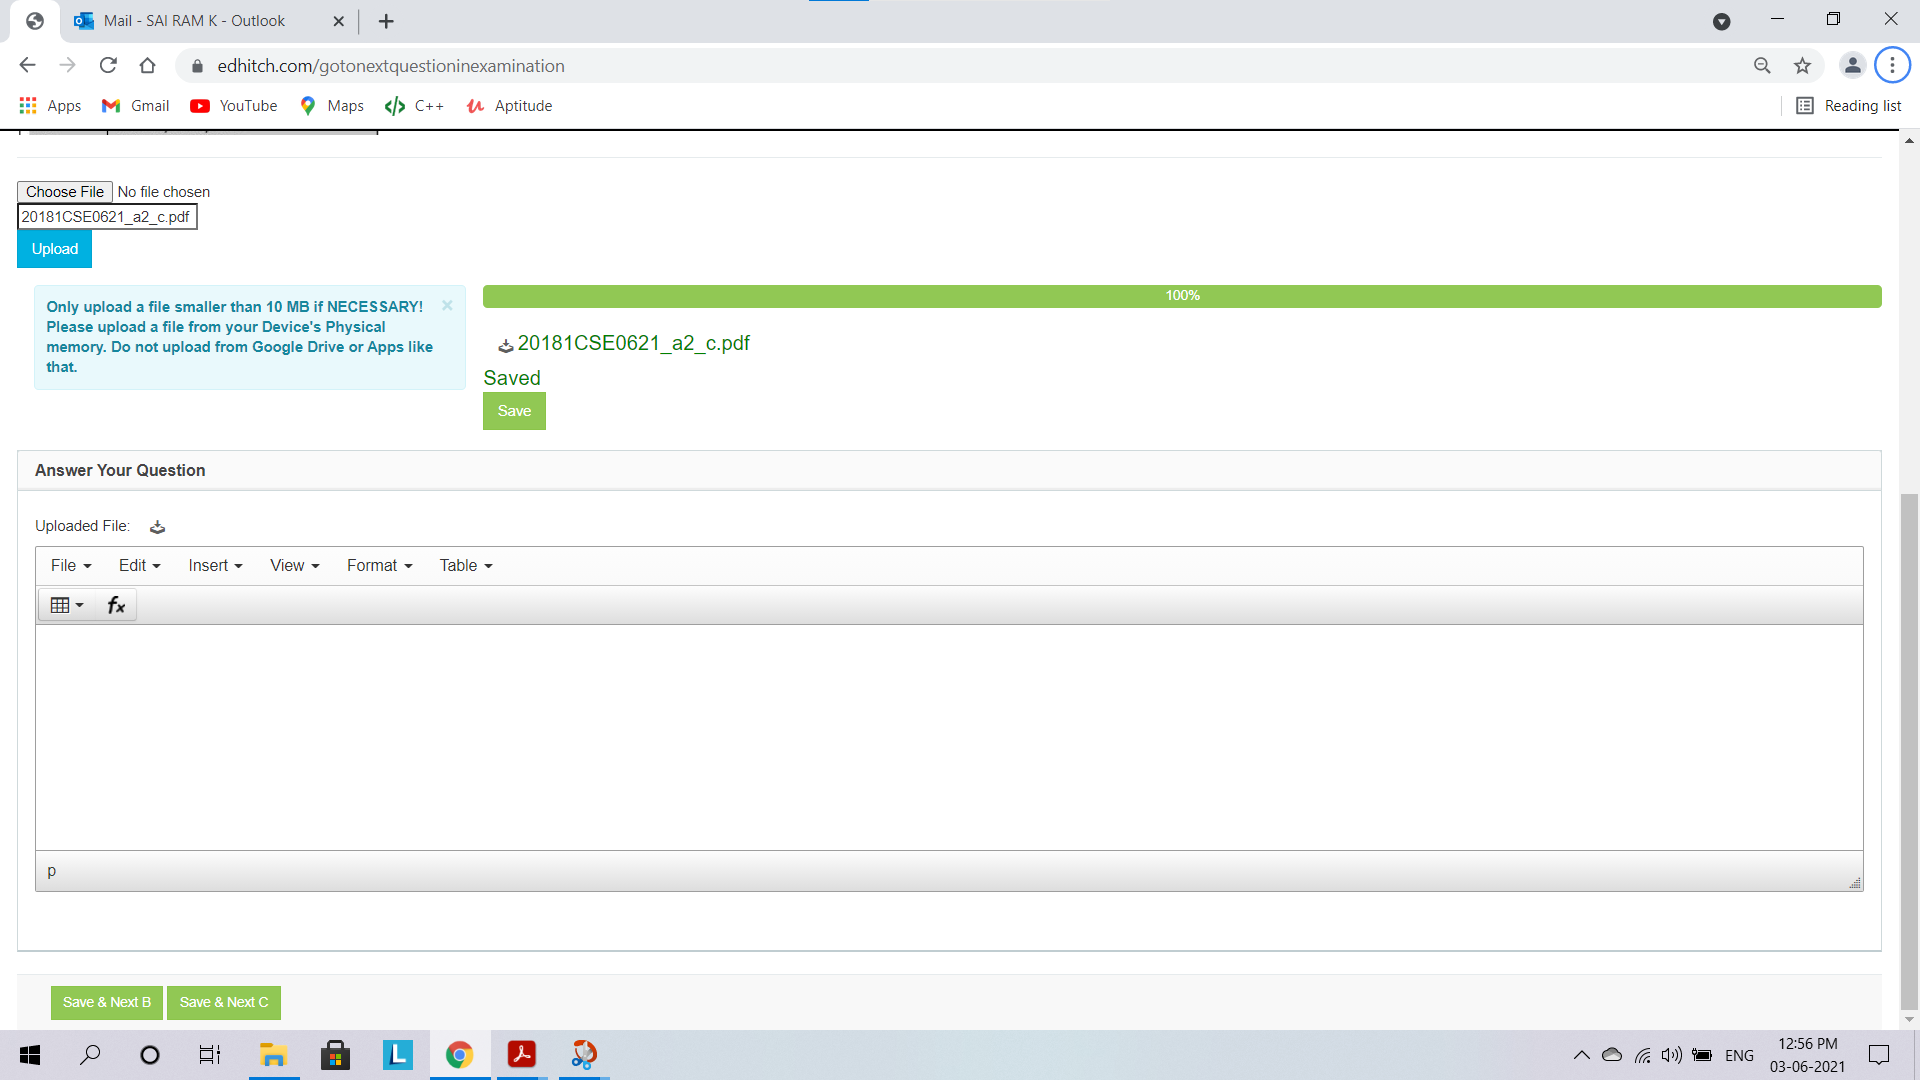 Mail - SAI RAM K - Outlook
edhitch.com/gotonextquestioninexamination
Apps Gmail YouTube Maps C++ Aptitude Reading list
Choose File No file chosen
20181CSE0621_a2_c.pdf
Upload
Only upload a file smaller than 10 MB if NECESSARY!
Please upload a file from your Device's Physical
memory. Do not upload from Google Drive or Apps like
that.
×
100%
20181CSE0621_a2_c.pdf
Saved
Save
Answer Your Question
Uploaded File:
File Edit Insert View Format Table
fx
p
Save & Next B Save & Next C
ENG
12:56 PM
03-06-2021